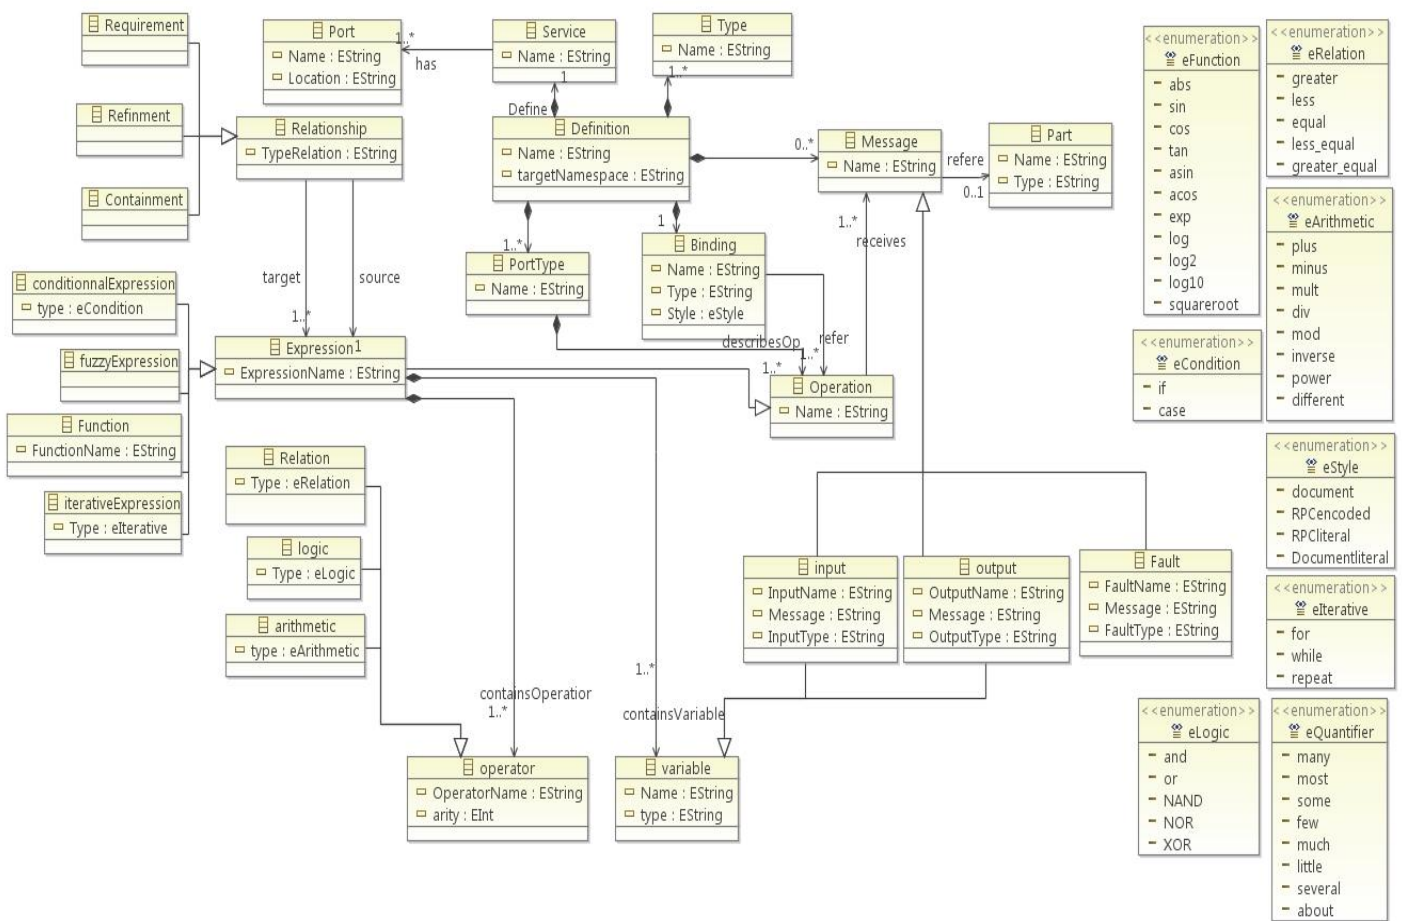 Requirement
Refinment
Containment
Port
Name : EString
Location : EString
1..*
has
Service
Name : EString
1
Define
Type
Name : EString
1..*
Relationship
TypeRelation : EString
Definition
Name : EString
targetNamespace : EString
0..*
Message
Name : EString
refere
0..1
Part
Name : EString
Type : EString
1..*
receives
1..*
PortType
Name : EString
1
Binding
Name : EString
Type : EString
Style : eStyle
target
source
1..*
1
conditionnalExpression
type : eCondition
fuzzyExpression
Function
FunctionName : EString
iterativeExpression
Type : eIterative
Expression
ExpressionName : EString
describesOp
refer
1..*
1..*
Operation
Name : EString
Relation
Type : eRelation
logic
Type : eLogic
arithmetic
type : eArithmetic
containsOperatior
1..*
1..*
containsVariable
operator
OperatorName : EString
arity : EInt
variable
Name : EString
type : EString
input
InputName : EString
Message : EString
InputType : EString
output
OutputName : EString
Message : EString
OutputType : EString
Fault
FaultName : EString
Message : EString
FaultType : EString
<<enumeration>>
eFunction
abs
sin
cos
tan
asin
acos
exp
log
log2
log10
squareroot
<<enumeration>>
eRelation
greater
less
equal
less_equal
greater_equal
<<enumeration>>
eArithmetic
plus
minus
mult
div
mod
inverse
power
different
<<enumeration>>
eCondition
if
case
<<enumeration>>
eStyle
document
RPCencoded
RPCliteral
Documentliteral
<<enumeration>>
eIterative
for
while
repeat
<<enumeration>>
eLogic
and
or
NAND
NOR
XOR
<<enumeration>>
eQuantifier
many
most
some
few
much
little
several
about